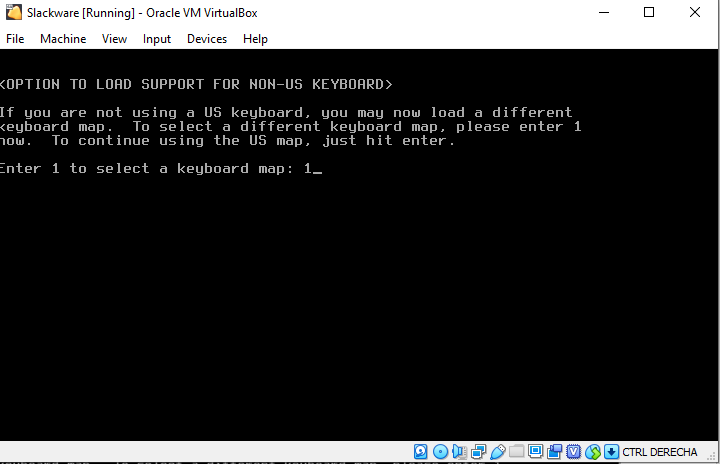 Slackware [Running] - Oracle VM VirtualBox
File Machine View Input Devices Help
<OPTION TO LOAD SUPPORT FOR NON-US KEYBOARD>
If you are not using a US keyboard, you may now load a different
keyboard map.  To select a different keyboard map, please enter 1
now.  To continue using the US map, just hit enter.
Enter 1 to select a keyboard map: 1_
CTRL DERECHA